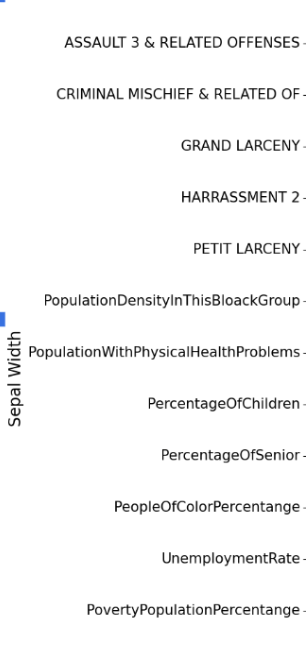 ASSAULT 3 & RELATED OFFENSES
CRIMINAL MISCHIEF & RELATED OF
GRAND LARCENY
HARRASSMENT 2
PETIT LARCENY
PopulationDensityInThisBloackGroup
PopulationWithPhysicalHealthProblems
PercentageOfChildren
PercentageOfSenior
PeopleOfColorPercentange
UnemploymentRate
PovertyPopulationPercentange
Sepal Width